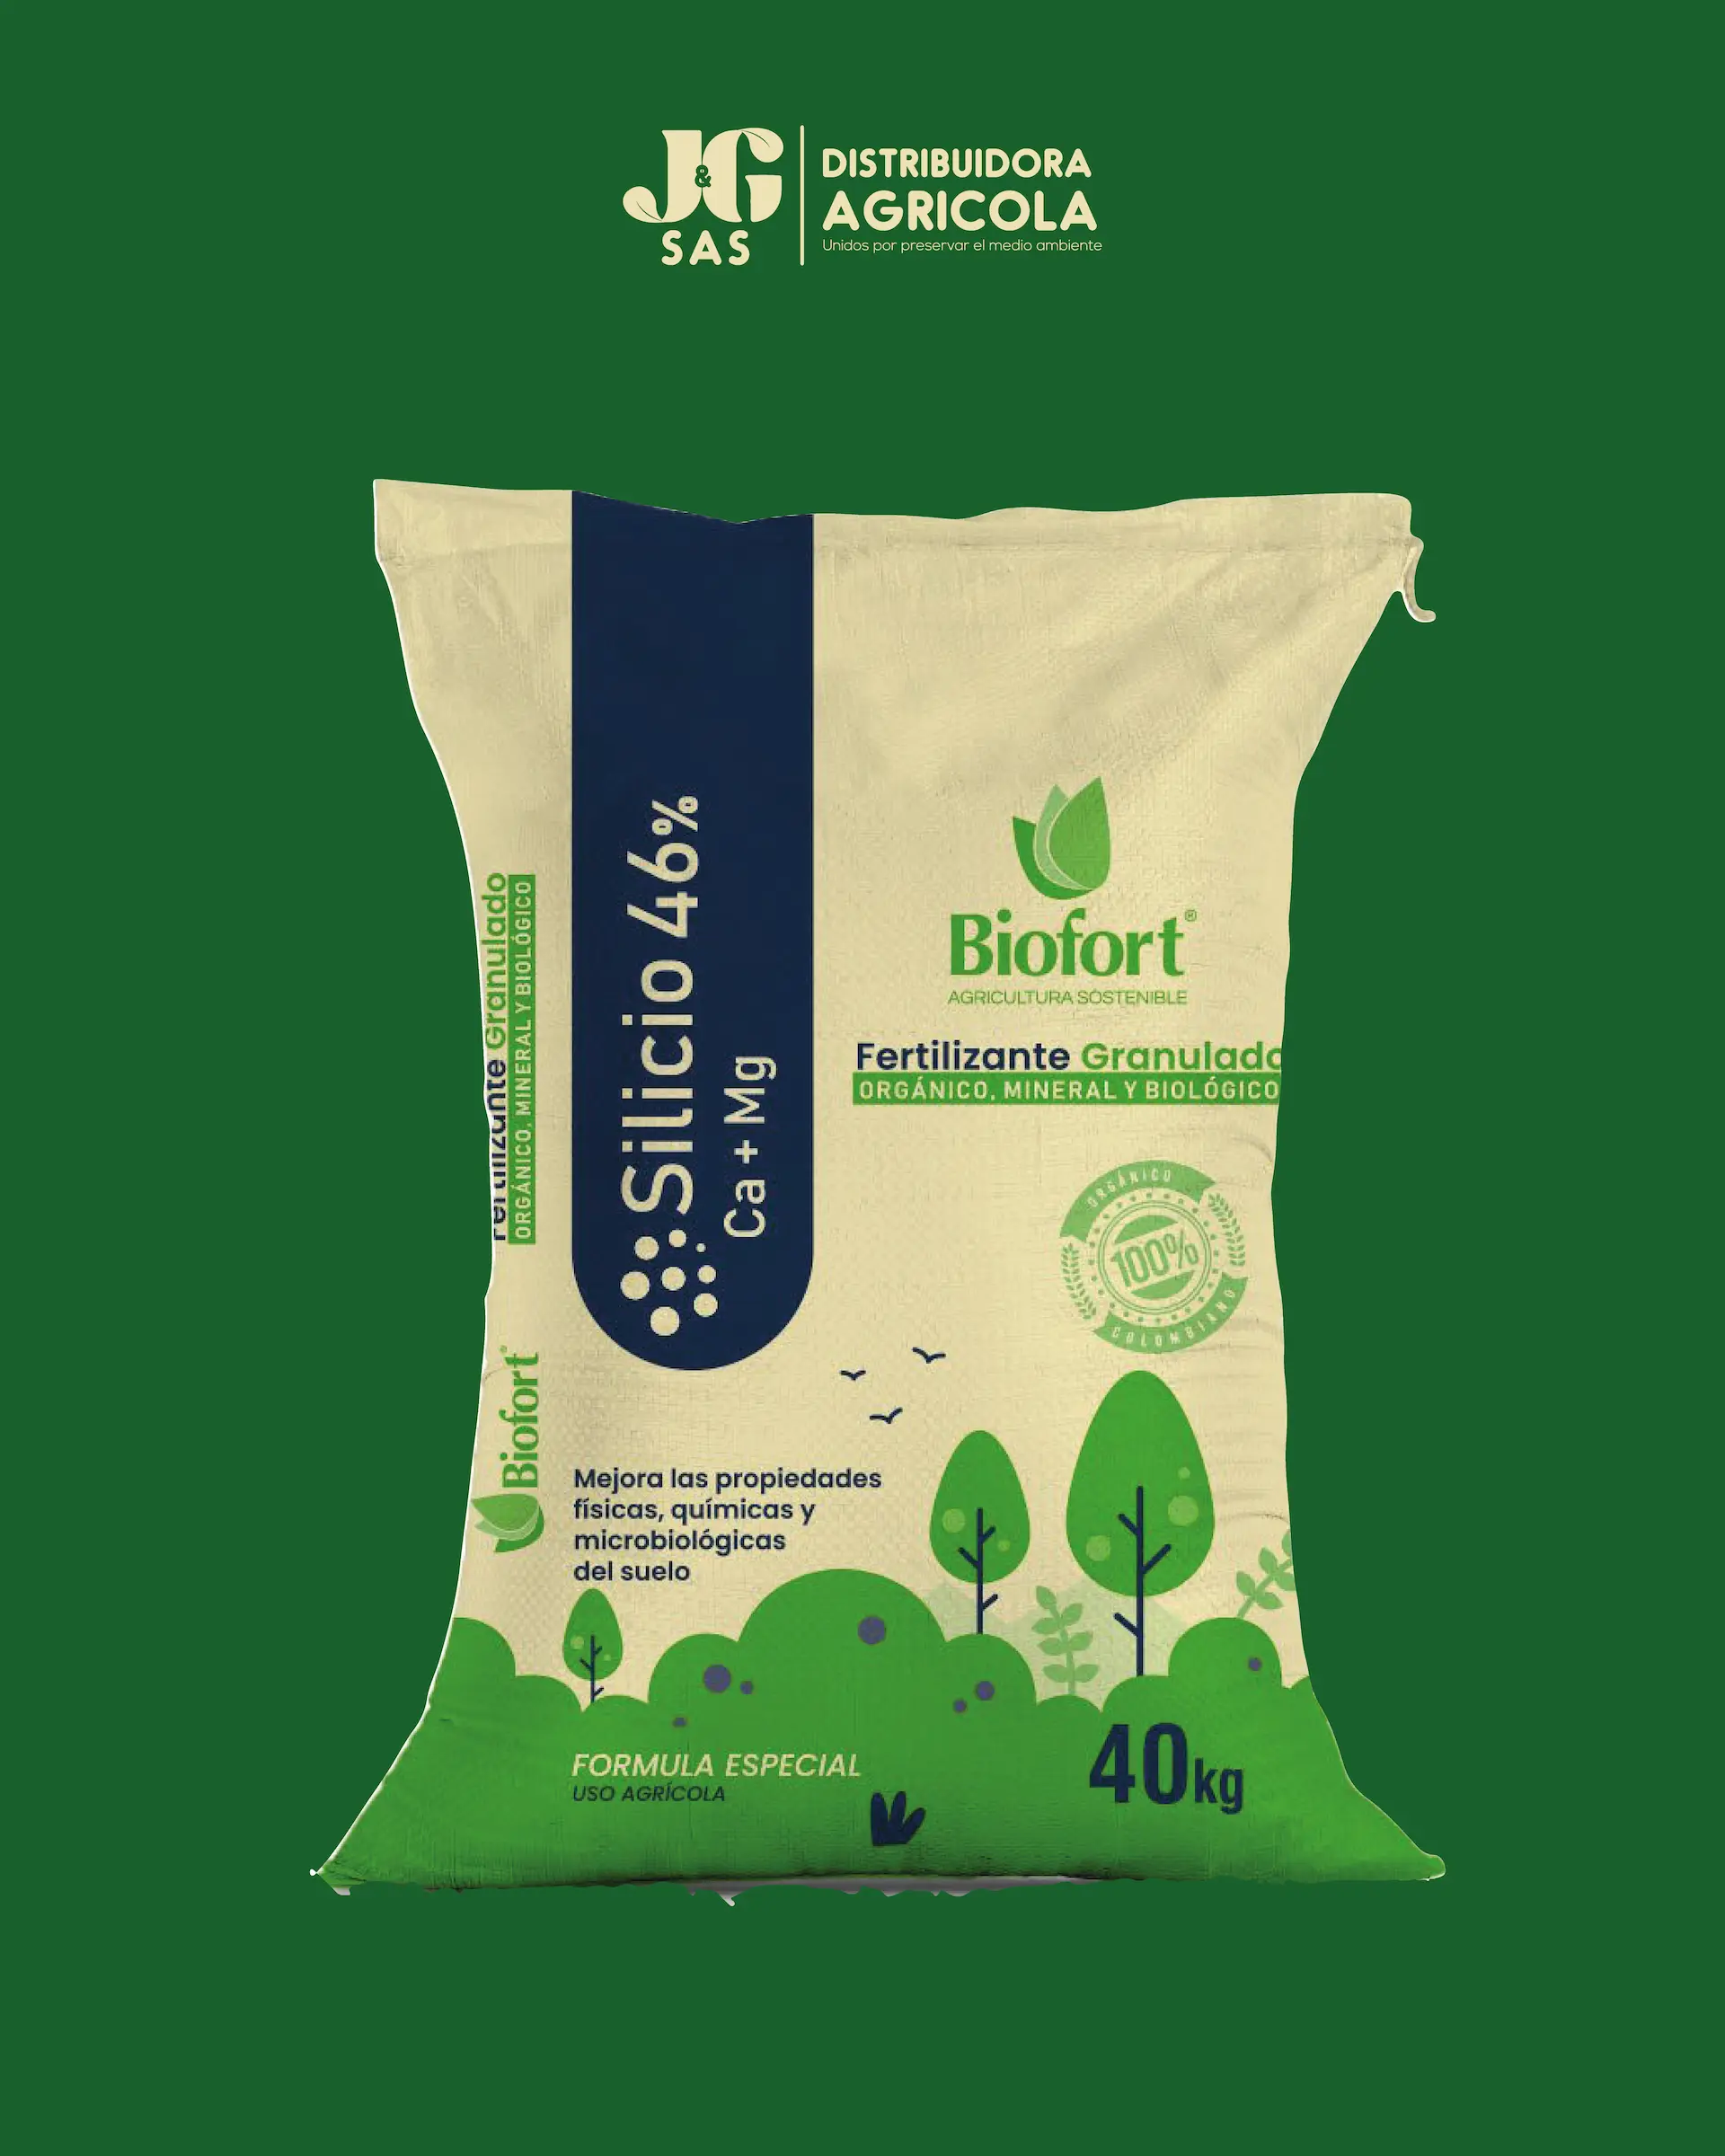 J&G
SAS
DISTRIBUIDORA
AGRICOLA
Unidos por preservar el medio ambiente
Fertilizante Granulado
ORGÁNICO, MINERAL Y BIOLÓGICO
Biofort®
Silicio 46%
Ca + Mg
Biofort®
AGRICULTURA SOSTENIBLE
Fertilizante Granulado
ORGÁNICO, MINERAL Y BIOLÓGICO
ORGÁNICO
100%
COLOMBIANO
Mejora las propiedades
físicas, químicas y
microbiológicas
del suelo
FORMULA ESPECIAL
USO AGRÍCOLA
40kg